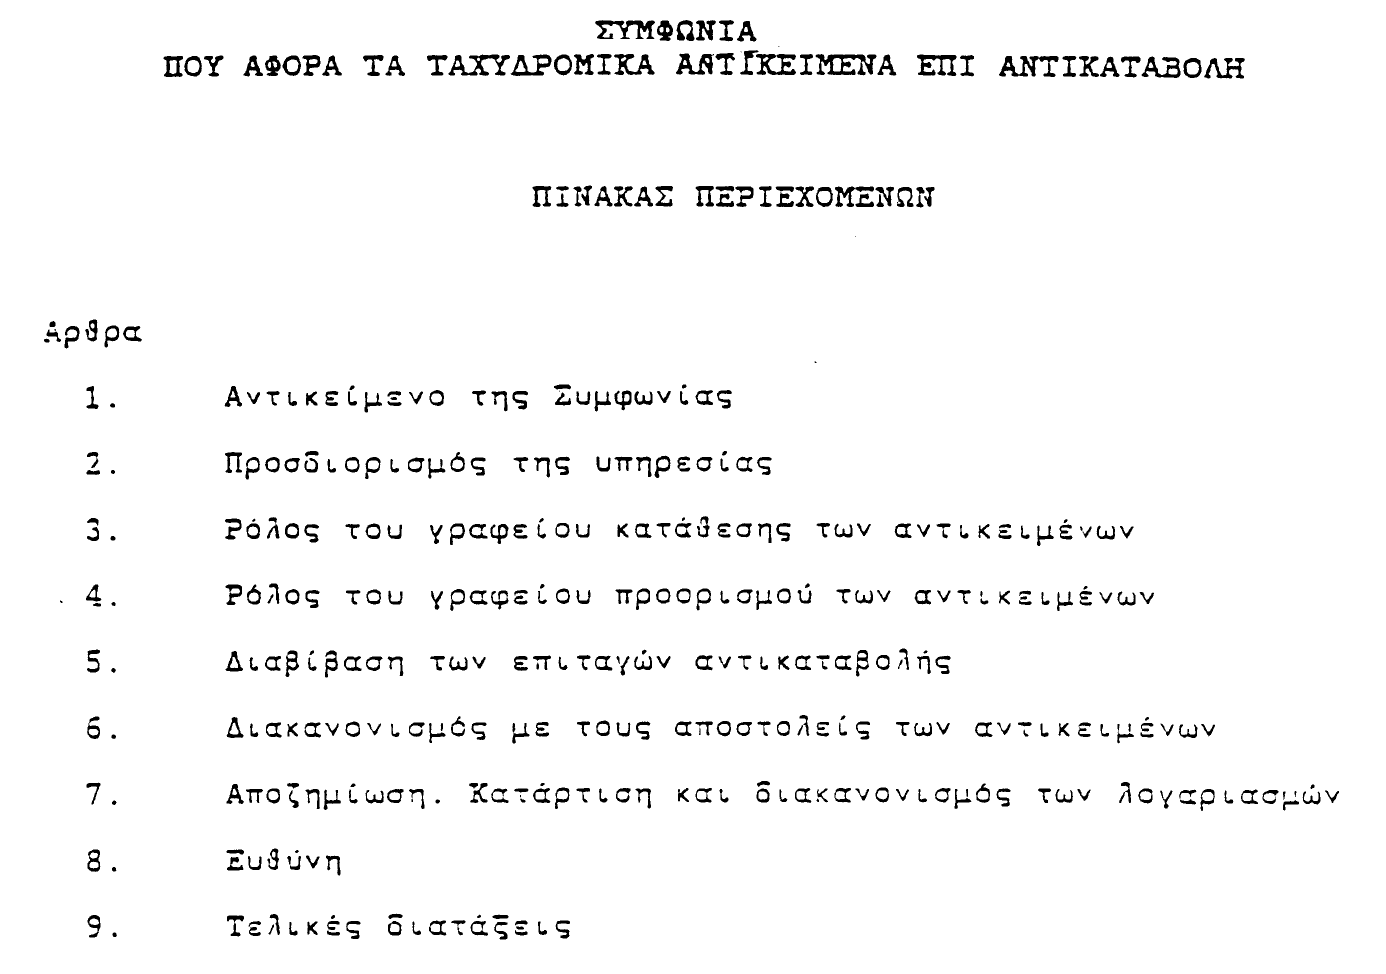 ΣΥΜΦΩΝΙΑ
ΠΟΥ ΑΦΟΡΑ ΤΑ ΤΑΧΥΔΡΟΜΙΚΑ ΑΝΤΙΚΕΙΜΕΝΑ ΕΠΙ ΑΝΤΙΚΑΤΑΒΟΛΗ
ΠΙΝΑΚΑΣ ΠΕΡΙΕΧΟΜΕΝΩΝ
Αρθρα
1. Αντικείμενο της Συμφωνίας
2. Προσδιορισμός της υπηρεσίας
3. Ρόλος του γραφείου κατάθεσης των αντικειμένων
4. Ρόλος του γραφείου προορισμού των αντικειμένων
5. Διαβίβαση των επιταγών αντικαταβολής
6. Διακανονισμός με τους αποστολείς των αντικειμένων
7. Αποζημίωση. Κατάρτιση και διακανονισμός των λογαριασμών
8. Ευθύνη
9. Τελικές διατάξεις